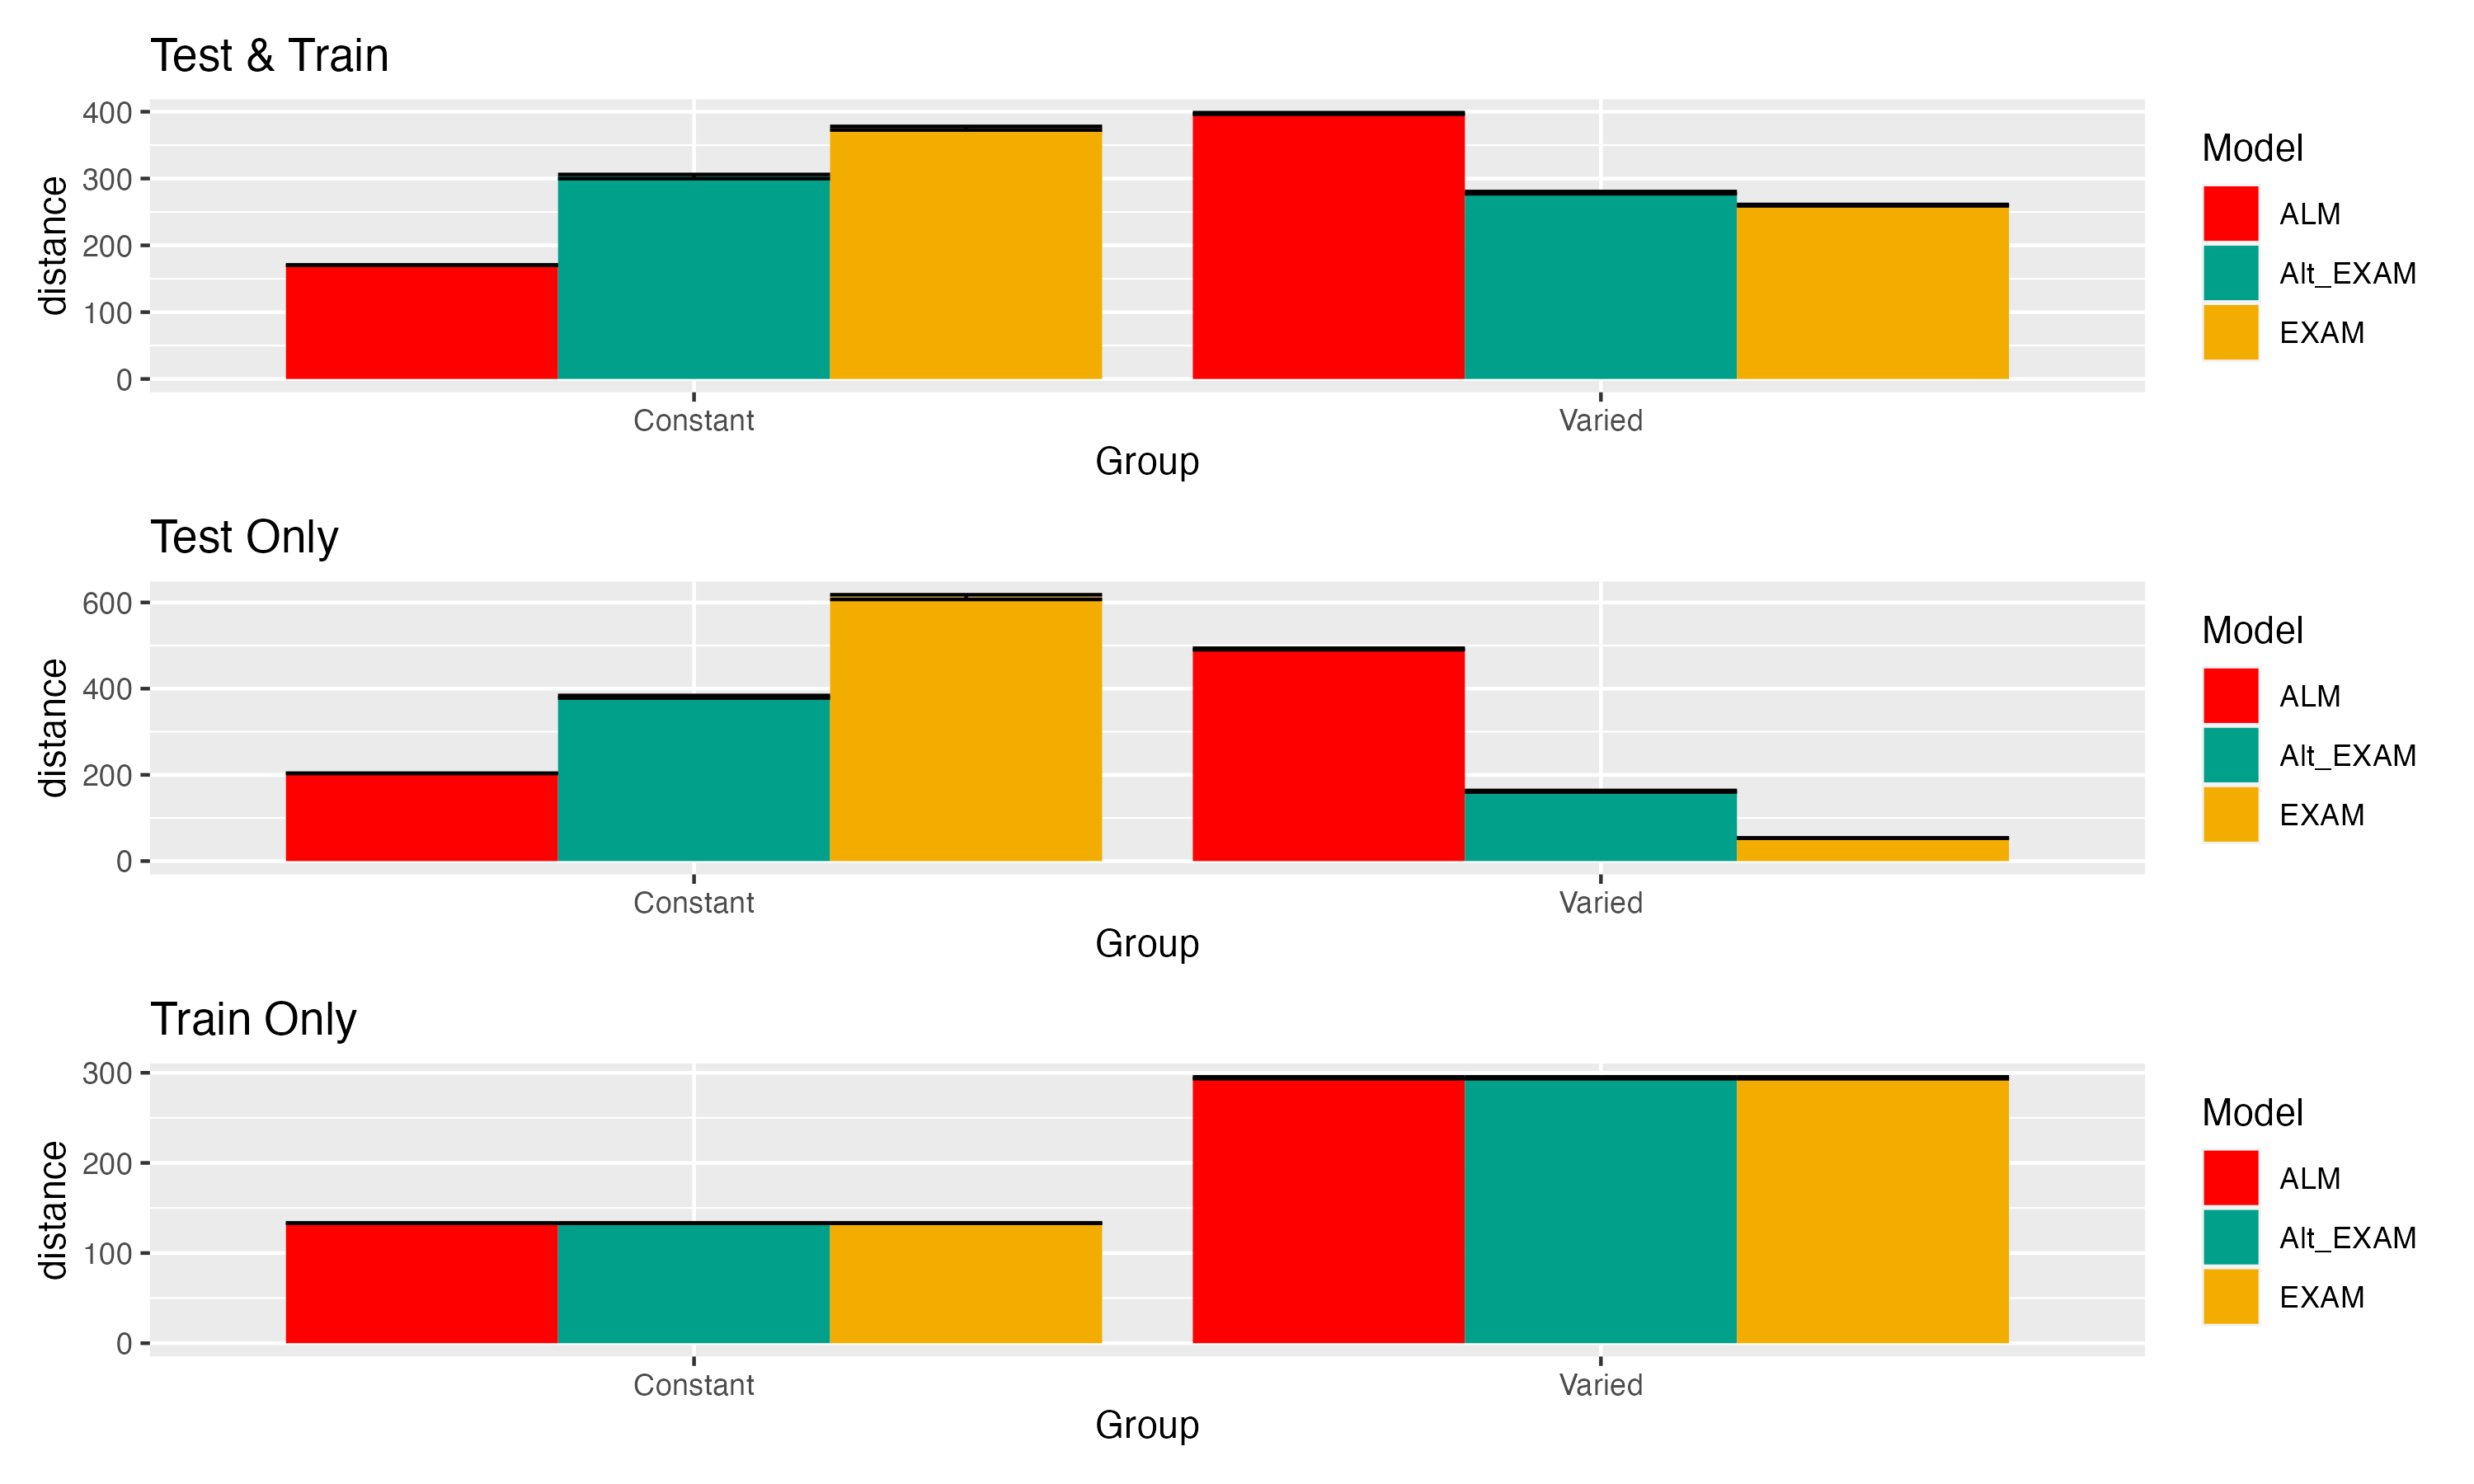 Test & Train
400
300
200
100
0
distance
Constant
Varied
Group
Model
ALM
Alt_EXAM
EXAM
Test Only
600
400
200
0
distance
Constant
Varied
Group
Model
ALM
Alt_EXAM
EXAM
Train Only
300
200
100
0
distance
Constant
Varied
Group
Model
ALM
Alt_EXAM
EXAM